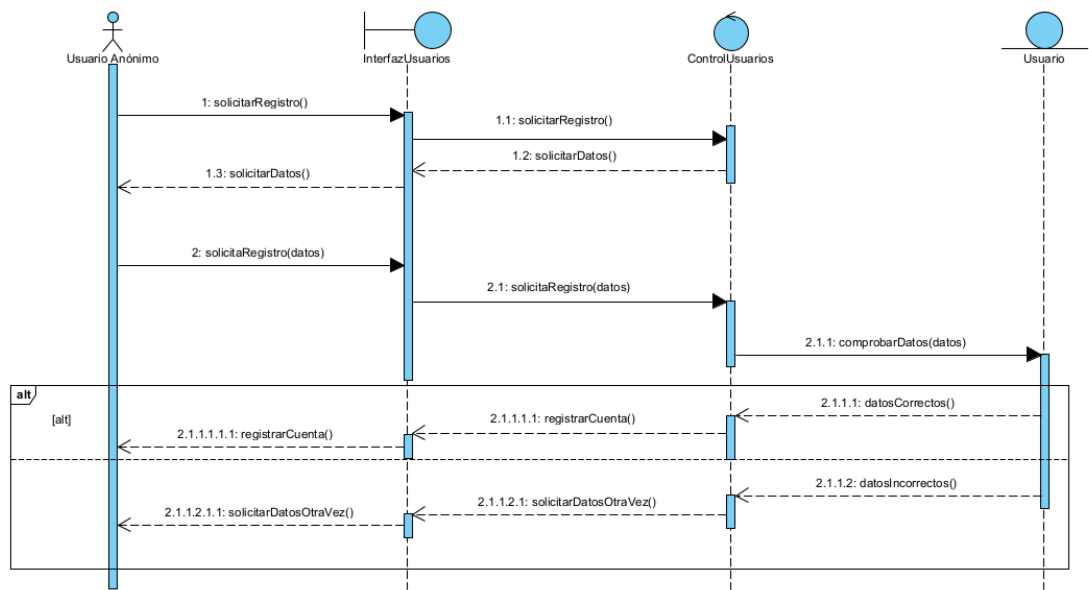 Usuario Anónimo
InterfazUsuarios
ControlUsuarios
Usuario
1: solicitarRegistro()
1.1: solicitarRegistro()
1.2: solicitarDatos()
1.3: solicitarDatos()
2: solicitaRegistro(datos)
2.1: solicitaRegistro(datos)
2.1.1: comprobarDatos(datos)
alt
[alt]
2.1.1.1: datosCorrectos()
2.1.1.1.1: registrarCuenta()
2.1.1.1.1.1: registrarCuenta()
2.1.1.2: datosIncorrectos()
2.1.1.2.1: solicitarDatosOtraVez()
2.1.1.2.1.1: solicitarDatosOtraVez()